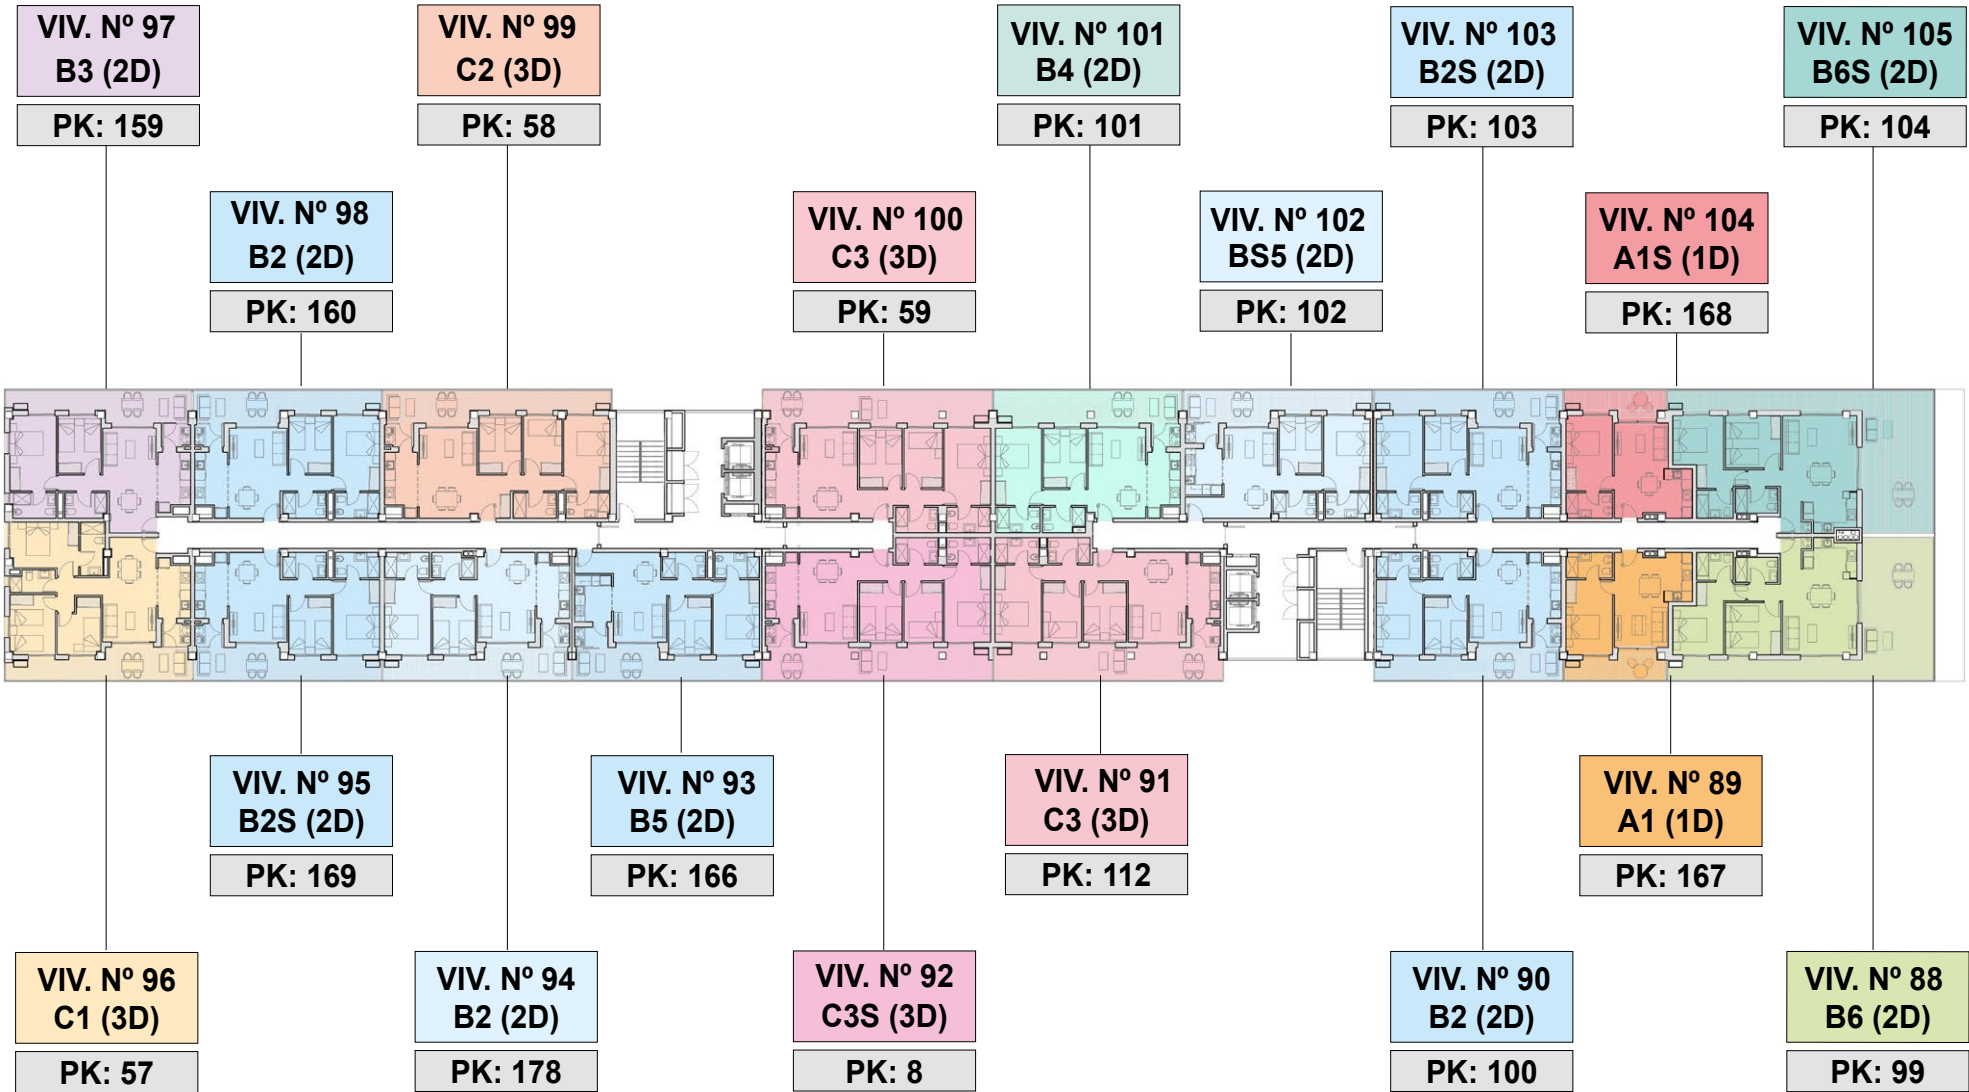 VIV. Nº 97
B3 (2D)
PK: 159
VIV. Nº 99
C2 (3D)
PK: 58
VIV. Nº 101
B4 (2D)
PK: 101
VIV. Nº 103
B2S (2D)
PK: 103
VIV. Nº 105
B6S (2D)
PK: 104
VIV. Nº 98
B2 (2D)
PK: 160
VIV. Nº 100
C3 (3D)
PK: 59
VIV. Nº 102
BS5 (2D)
PK: 102
VIV. Nº 104
A1S (1D)
PK: 168
VIV. Nº 95
B2S (2D)
PK: 169
VIV. Nº 93
B5 (2D)
PK: 166
VIV. Nº 91
C3 (3D)
PK: 112
VIV. Nº 89
A1 (1D)
PK: 167
VIV. Nº 96
C1 (3D)
PK: 57
VIV. Nº 94
B2 (2D)
PK: 178
VIV. Nº 92
C3S (3D)
PK: 8
VIV. Nº 90
B2 (2D)
PK: 100
VIV. Nº 88
B6 (2D)
PK: 99